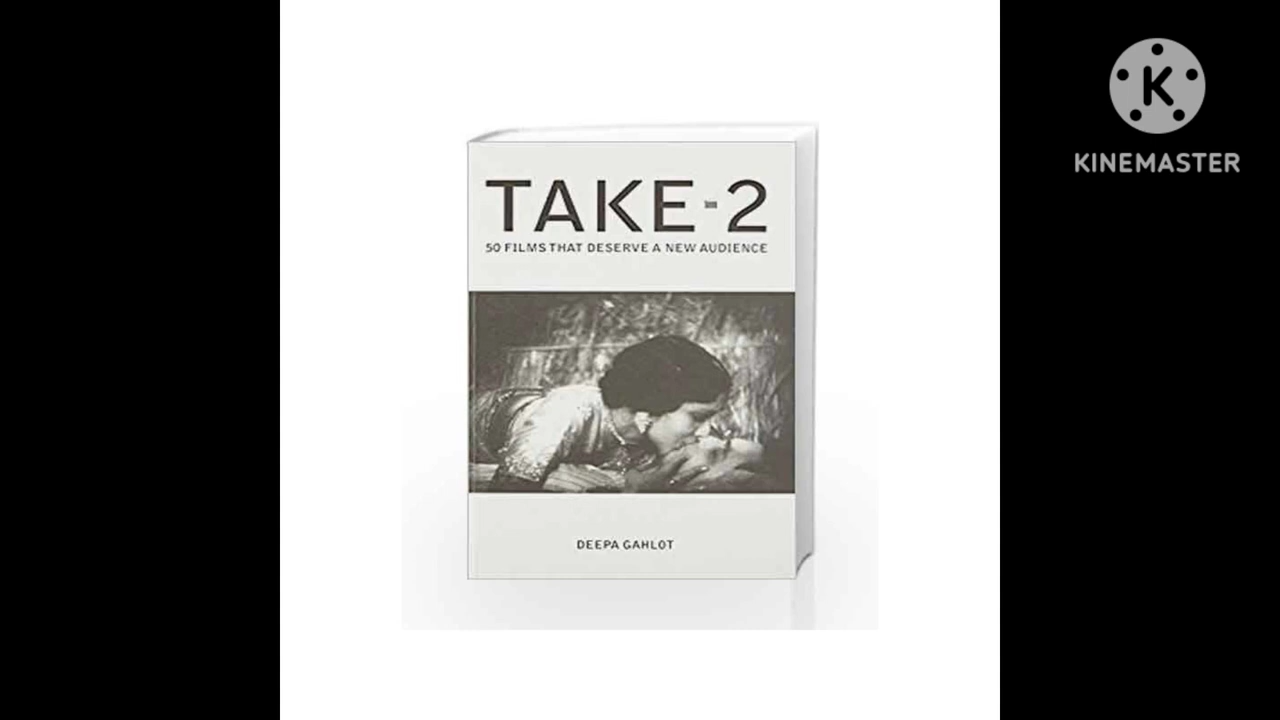 TAKE-2
50 FILMS THAT DESERVE A NEW AUDIENCE
DEEPA GAHLOT
K
KINEMASTER